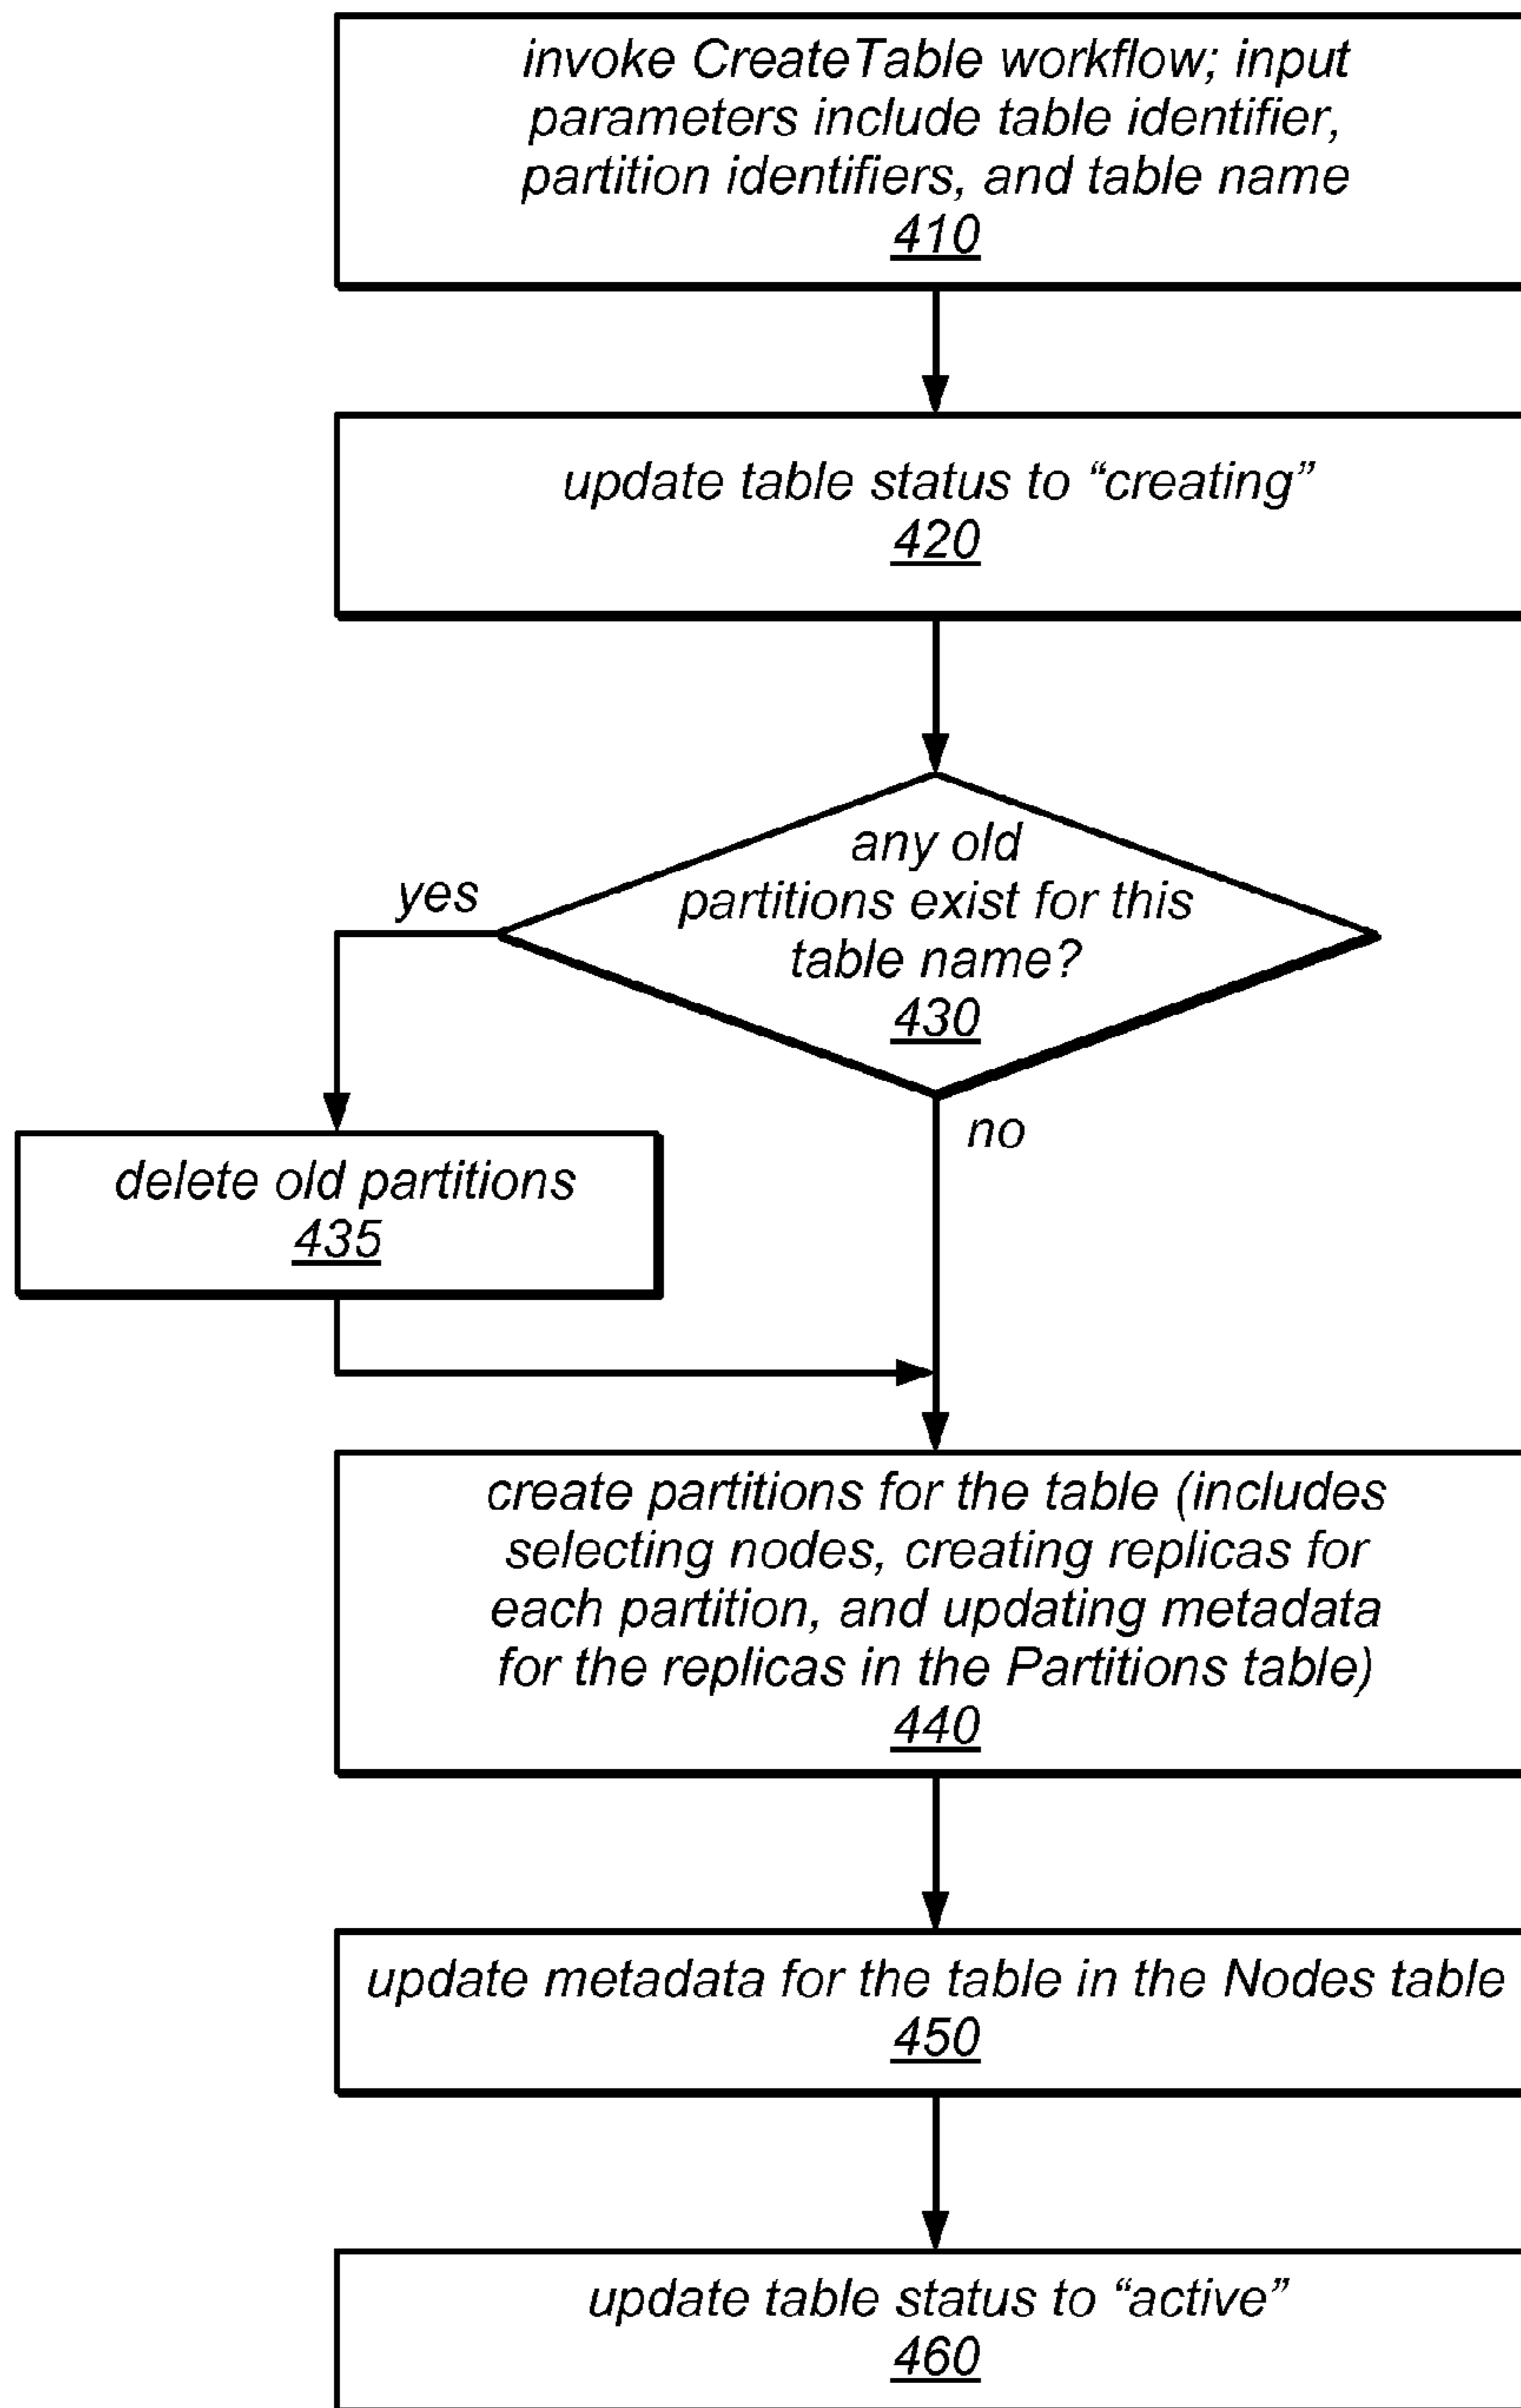 invoke CreateTable workflow; input
parameters include table identifier,
partition identifiers, and table name
410
update table status to “creating”
420
any old
partitions exist for this
table name?
430
yes
no
delete old partitions
435
create partitions for the table (includes
selecting nodes, creating replicas for
each partition, and updating metadata
for the replicas in the Partitions table)
440
update metadata for the table in the Nodes table
450
update table status to “active”
460